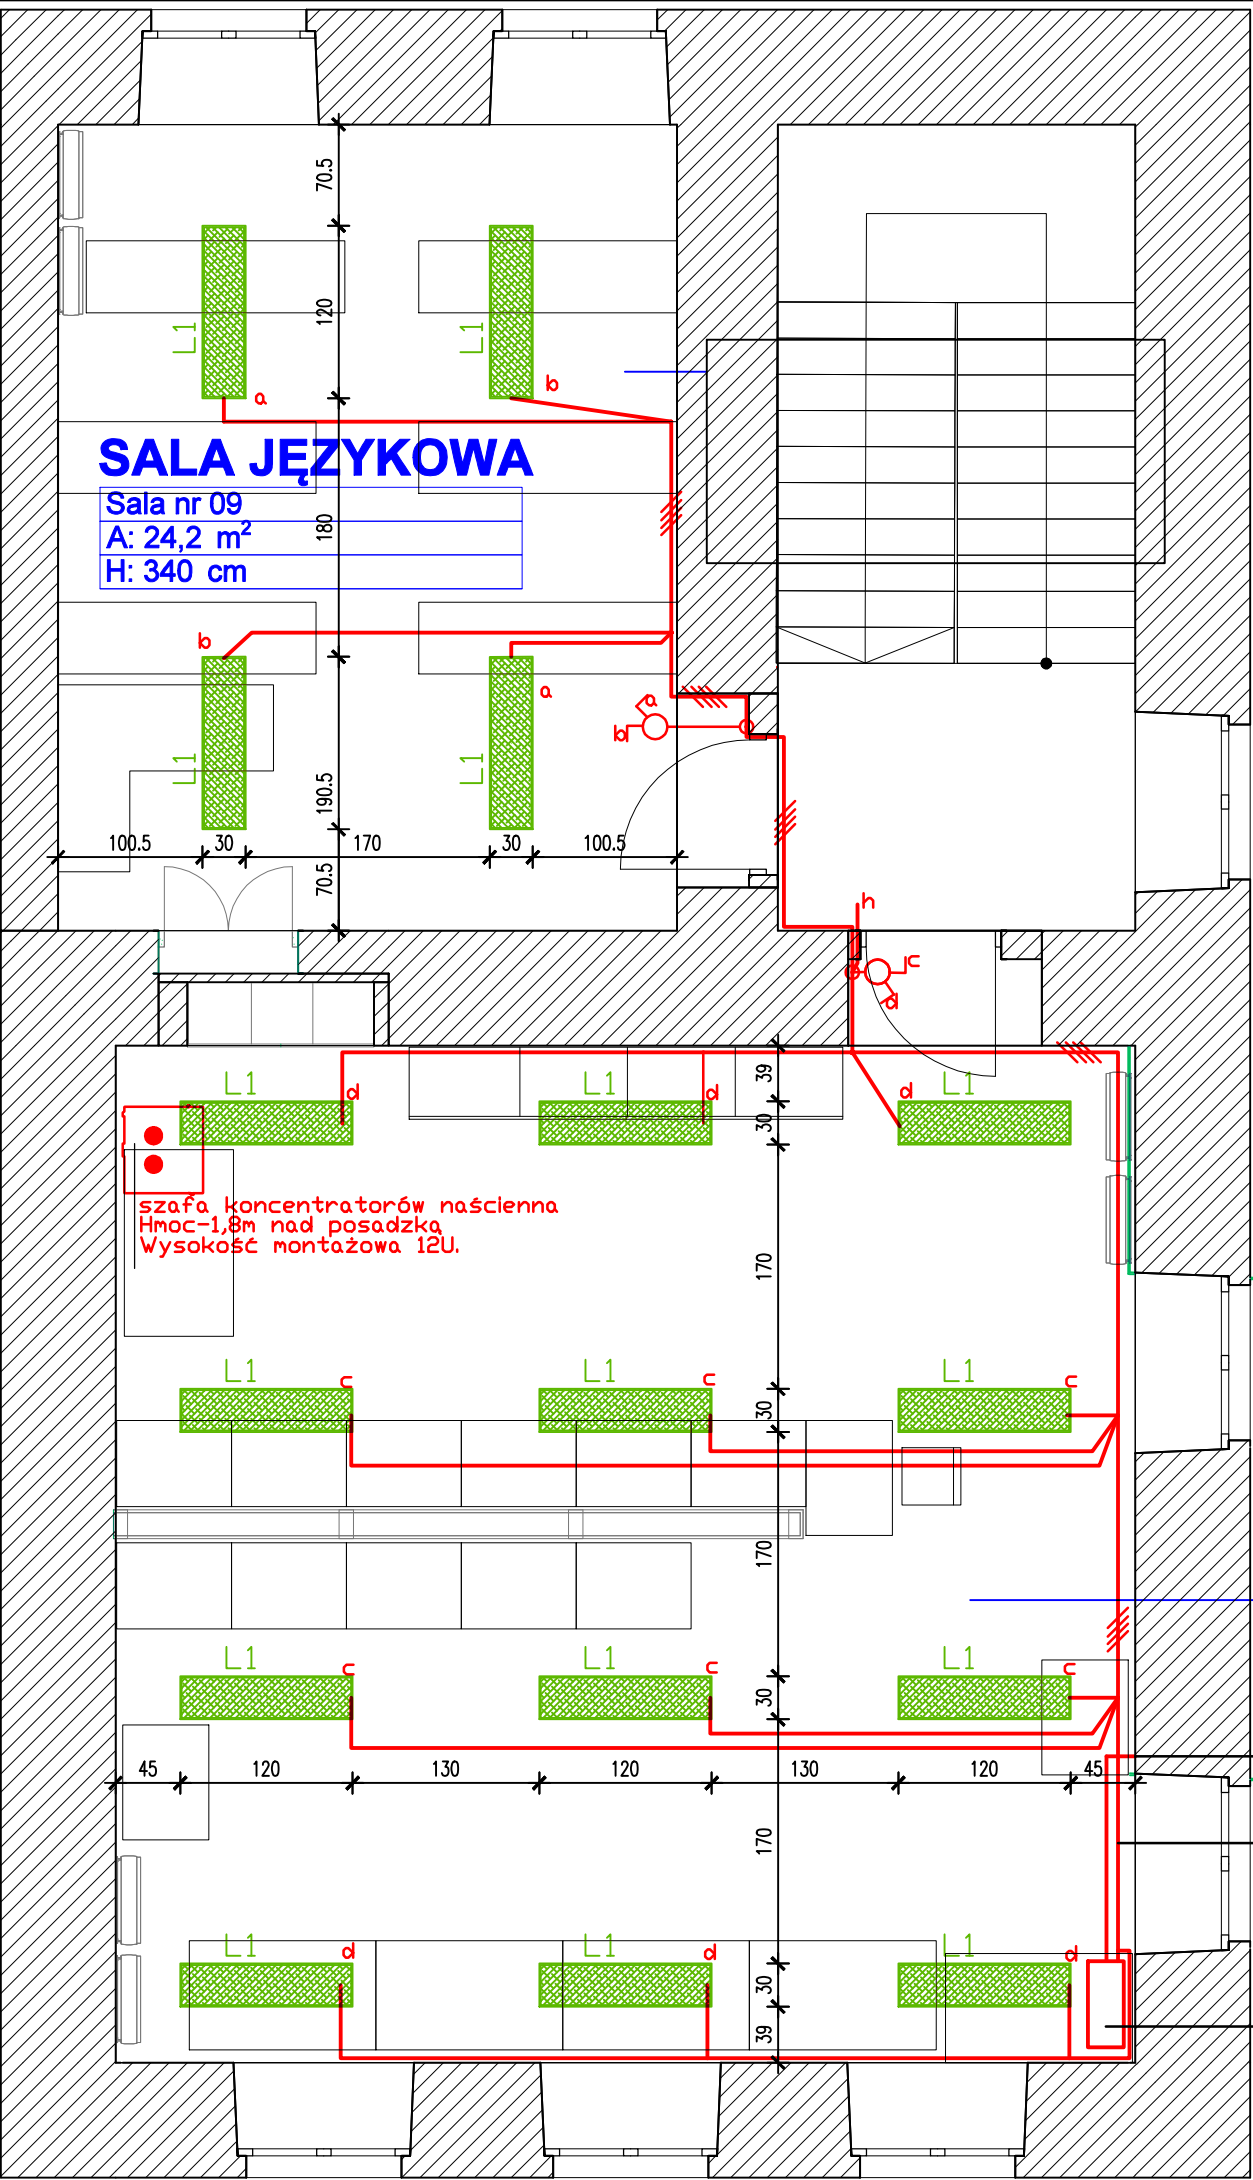 70.5
120
L1
L1
a
b
SALA JĘZYKOWA
Sala nr 09
A: 24,2 m²
H: 340 cm
180
b
a
a
b
L1
L1
190.5
100.5
30
170
30
100.5
70.5
h
c
d
39
L1
L1
L1
d
d
d
30
szafa koncentratorów naścienna
Hmoc-1,8m nad posadzką
Wysokość montażowa 12U.
170
L1
L1
L1
c
c
c
30
170
L1
L1
L1
c
c
c
30
45
120
130
120
130
120
45
170
L1
L1
L1
d
d
d
30
39